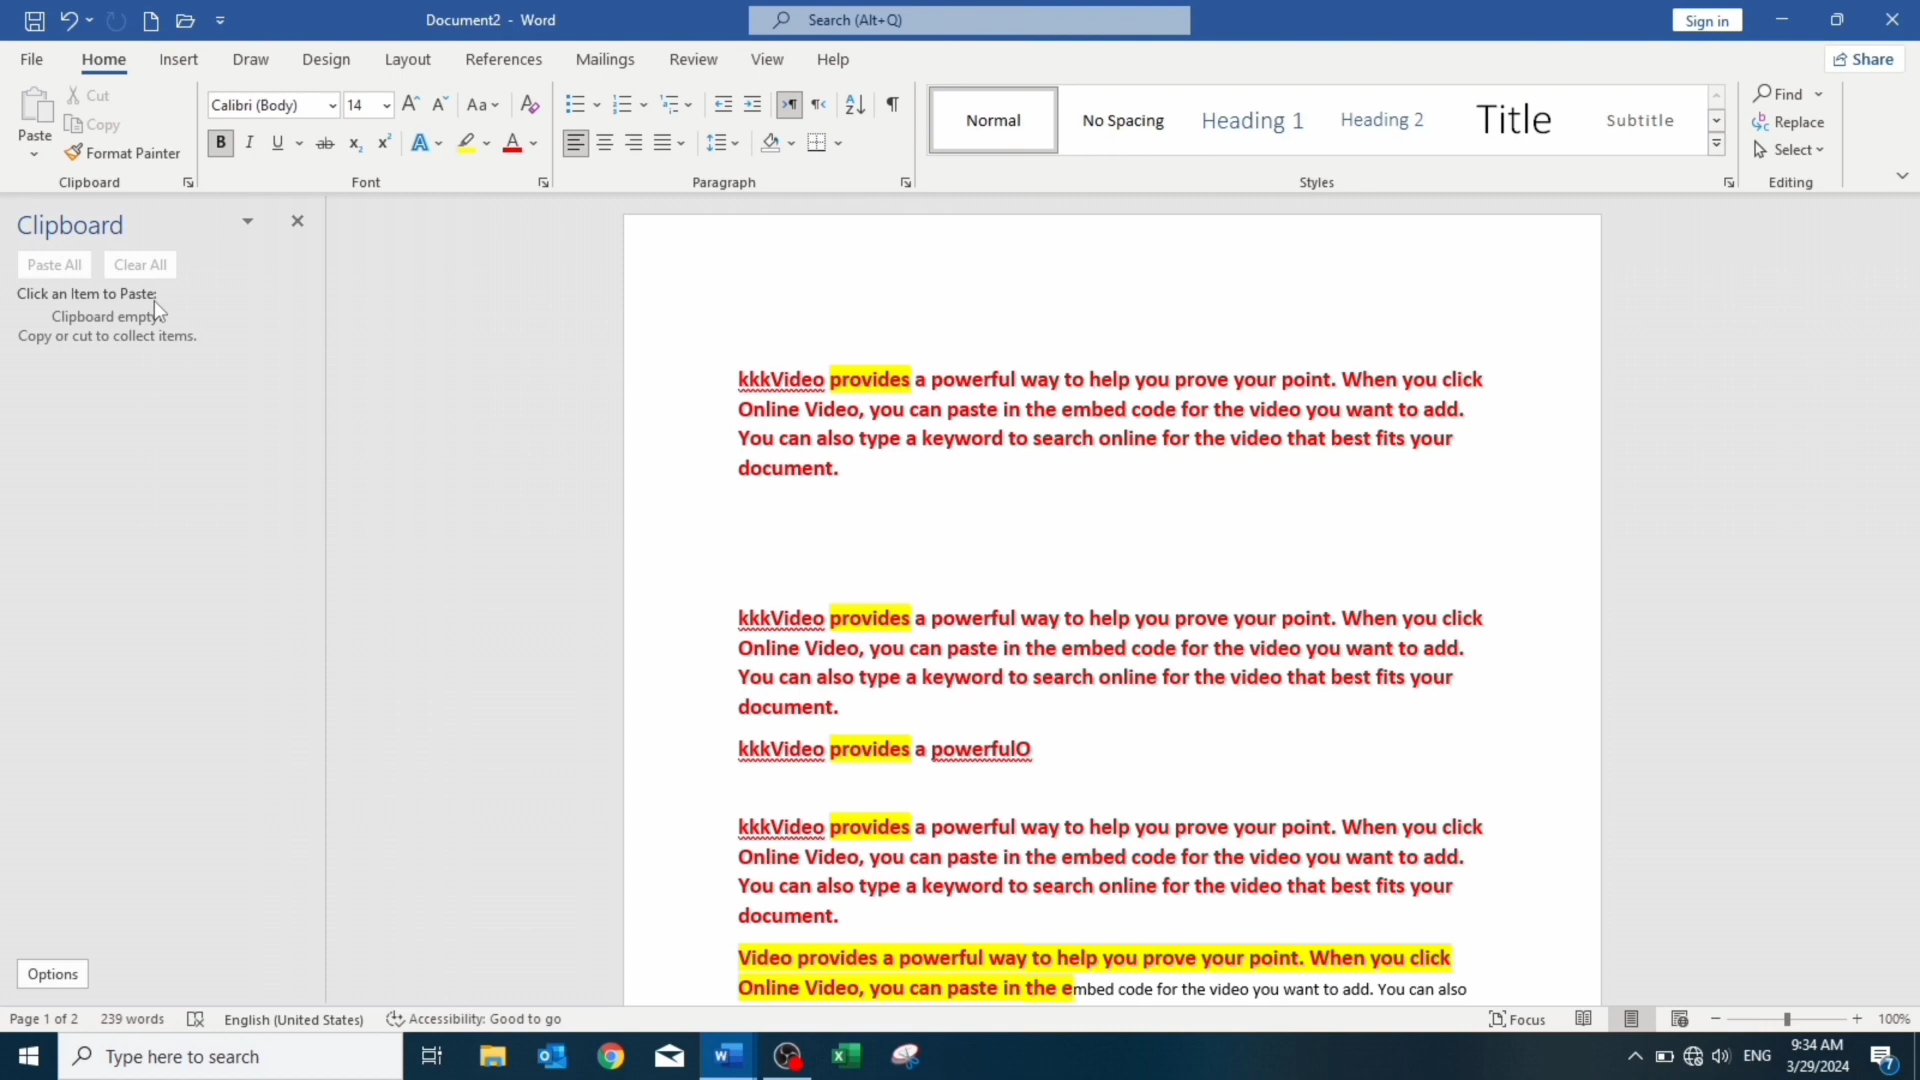 Document2 - Word
Search (Alt+Q)
Sign in
File Home Insert Draw Design Layout References Mailings Review View Help
Share
Paste
Cut
Copy
Format Painter
Clipboard
Calibri (Body) 14
Font
Paragraph
Normal
No Spacing
Heading 1
Heading 2
Title
Subtitle
Styles
Find
Replace
Select
Editing
Clipboard
Paste All Clear All
Click an Item to Paste:
Clipboard empty
Copy or cut to collect items.
Options
kkkVideo provides a powerful way to help you prove your point. When you click
Online Video, you can paste in the embed code for the video you want to add.
You can also type a keyword to search online for the video that best fits your
document.
kkkVideo provides a powerful way to help you prove your point. When you click
Online Video, you can paste in the embed code for the video you want to add.
You can also type a keyword to search online for the video that best fits your
document.
kkkVideo provides a powerfulO
kkkVideo provides a powerful way to help you prove your point. When you click
Online Video, you can paste in the embed code for the video you want to add.
You can also type a keyword to search online for the video that best fits your
document.
Video provides a powerful way to help you prove your point. When you click
Online Video, you can paste in the embed code for the video you want to add. You can also
Page 1 of 2 239 words English (United States) Accessibility: Good to go
Focus
100%
Type here to search
ENG
9:34 AM
3/29/2024
7